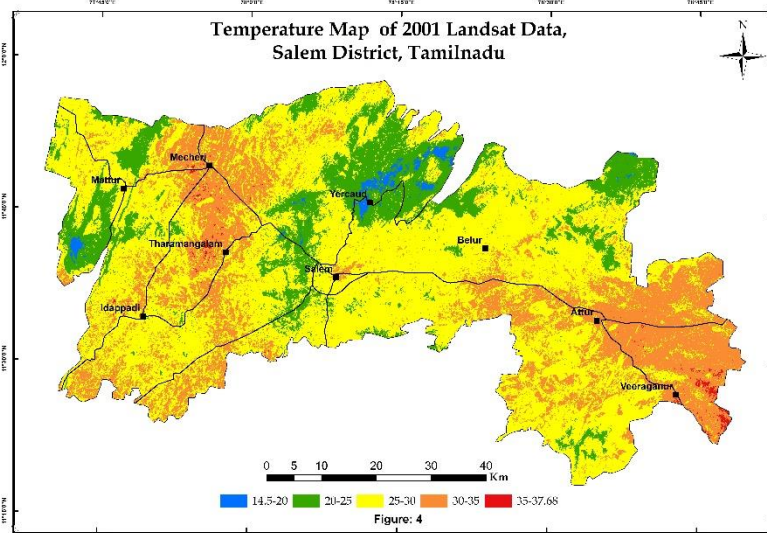 Temperature Map of 2001 Landsat Data,
Salem District, Tamilnadu
N
Mecheri
Mattur
Yercaud
Tharamangalam
Belur
Salem
Idappadi
Attur
Veeraganur
0 5 10 20 30 40
Km
14.5-20 20-25 25-30 30-35 35-37.68
Figure: 4